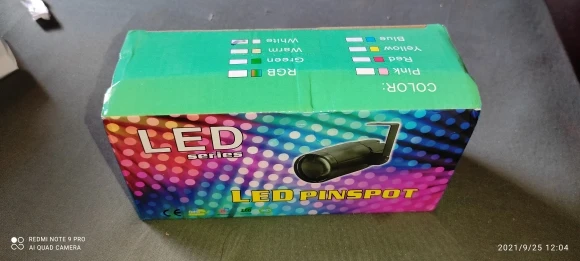 COLOR:
Pink
RGB
Red
Green
Yellow
Warm
Blue
White
LED
series
LED PINSPOT
CE
REDMI NOTE 9 PRO
AI QUAD CAMERA
2021/9/25 12:04